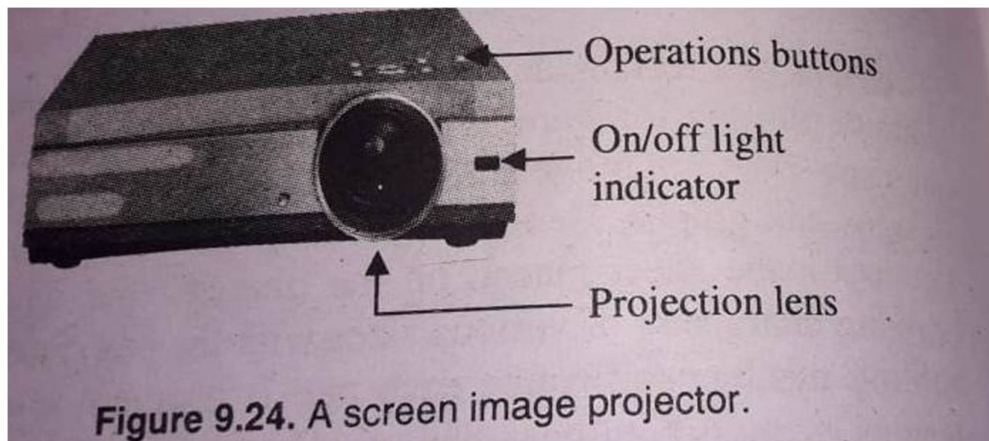 Operations buttons
On/off light
indicator
Projection lens
Figure 9.24. A screen image projector.